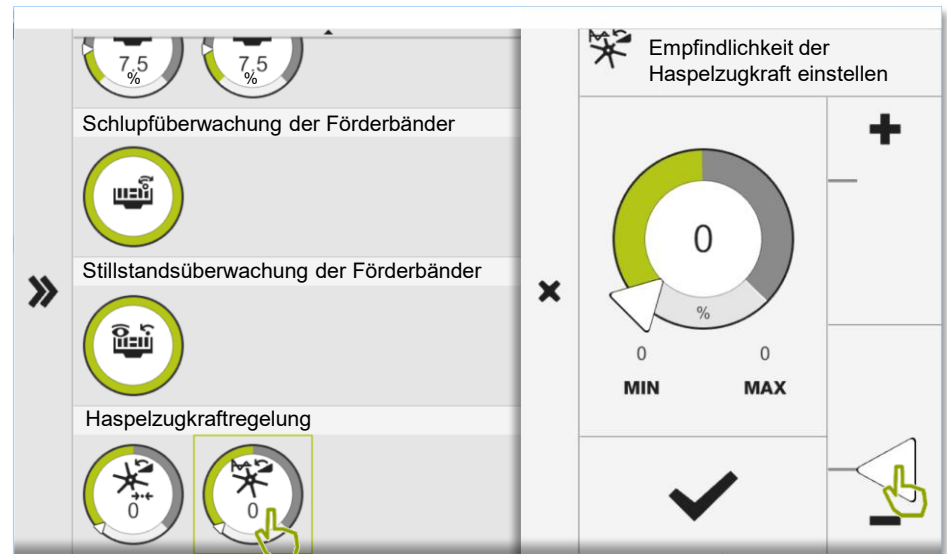 7,5
%
7,5
%
Schlupfüberwachung der Förderbänder
Stillstandsüberwachung der Förderbänder
Haspelzugkraftregelung
0
0
Empfindlichkeit der
Haspelzugkraft einstellen
0
%
0
0
MIN
MAX